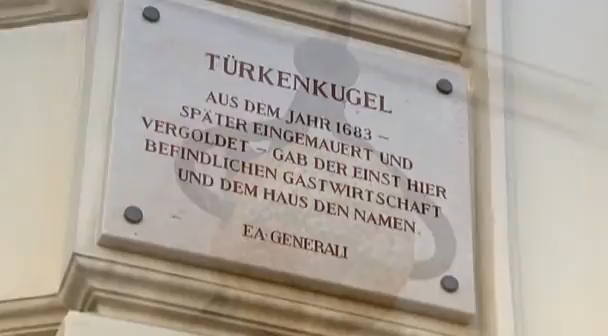 TÜRKENKUGEL
AUS DEM JAHR 1683 –
SPÄTER EINGEMAUERT UND
VERGOLDET – GAB DER EINST HIER
BEFINDLICHEN GASTWIRTSCHAFT
UND DEM HAUS DEN NAMEN.
EA·GENERALI